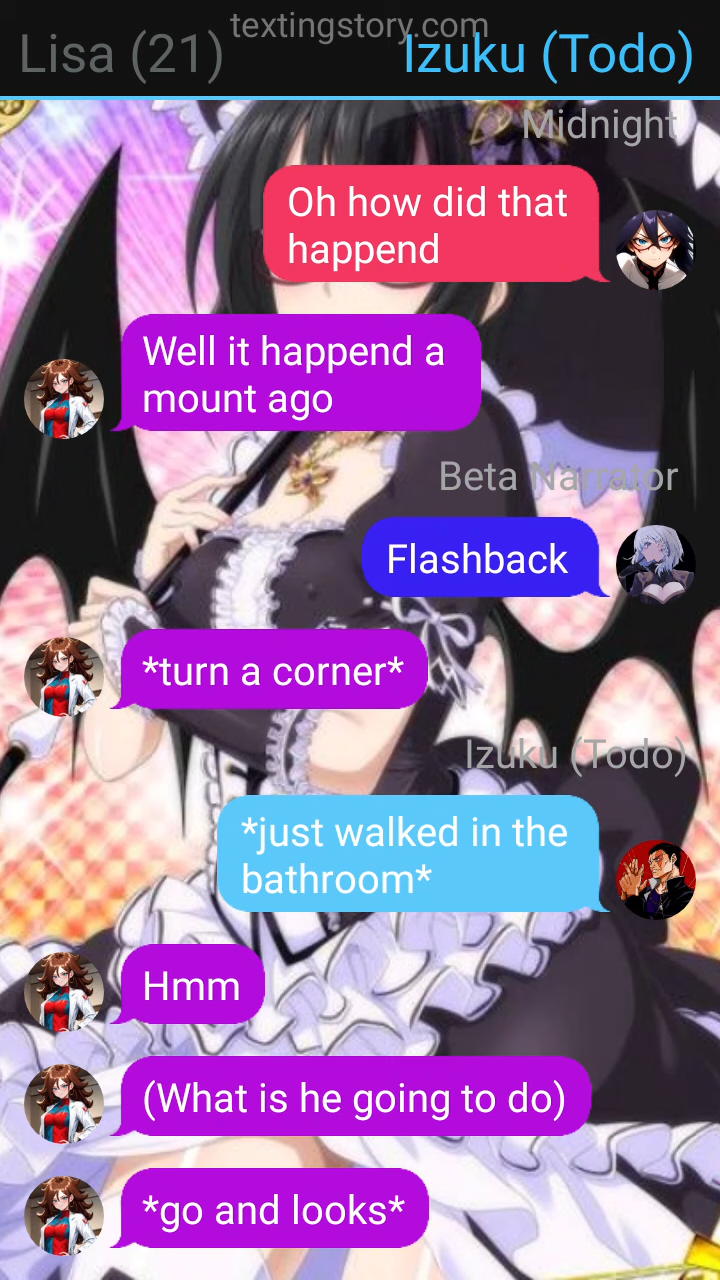 textingstory.com
Lisa (21)
Izuku (Todo)
Midnight
Oh how did that
happend
Well it happend a
mount ago
Beta Narrator
Flashback
*turn a corner*
Izuku (Todo)
*just walked in the
bathroom*
Hmm
(What is he going to do)
*go and looks*